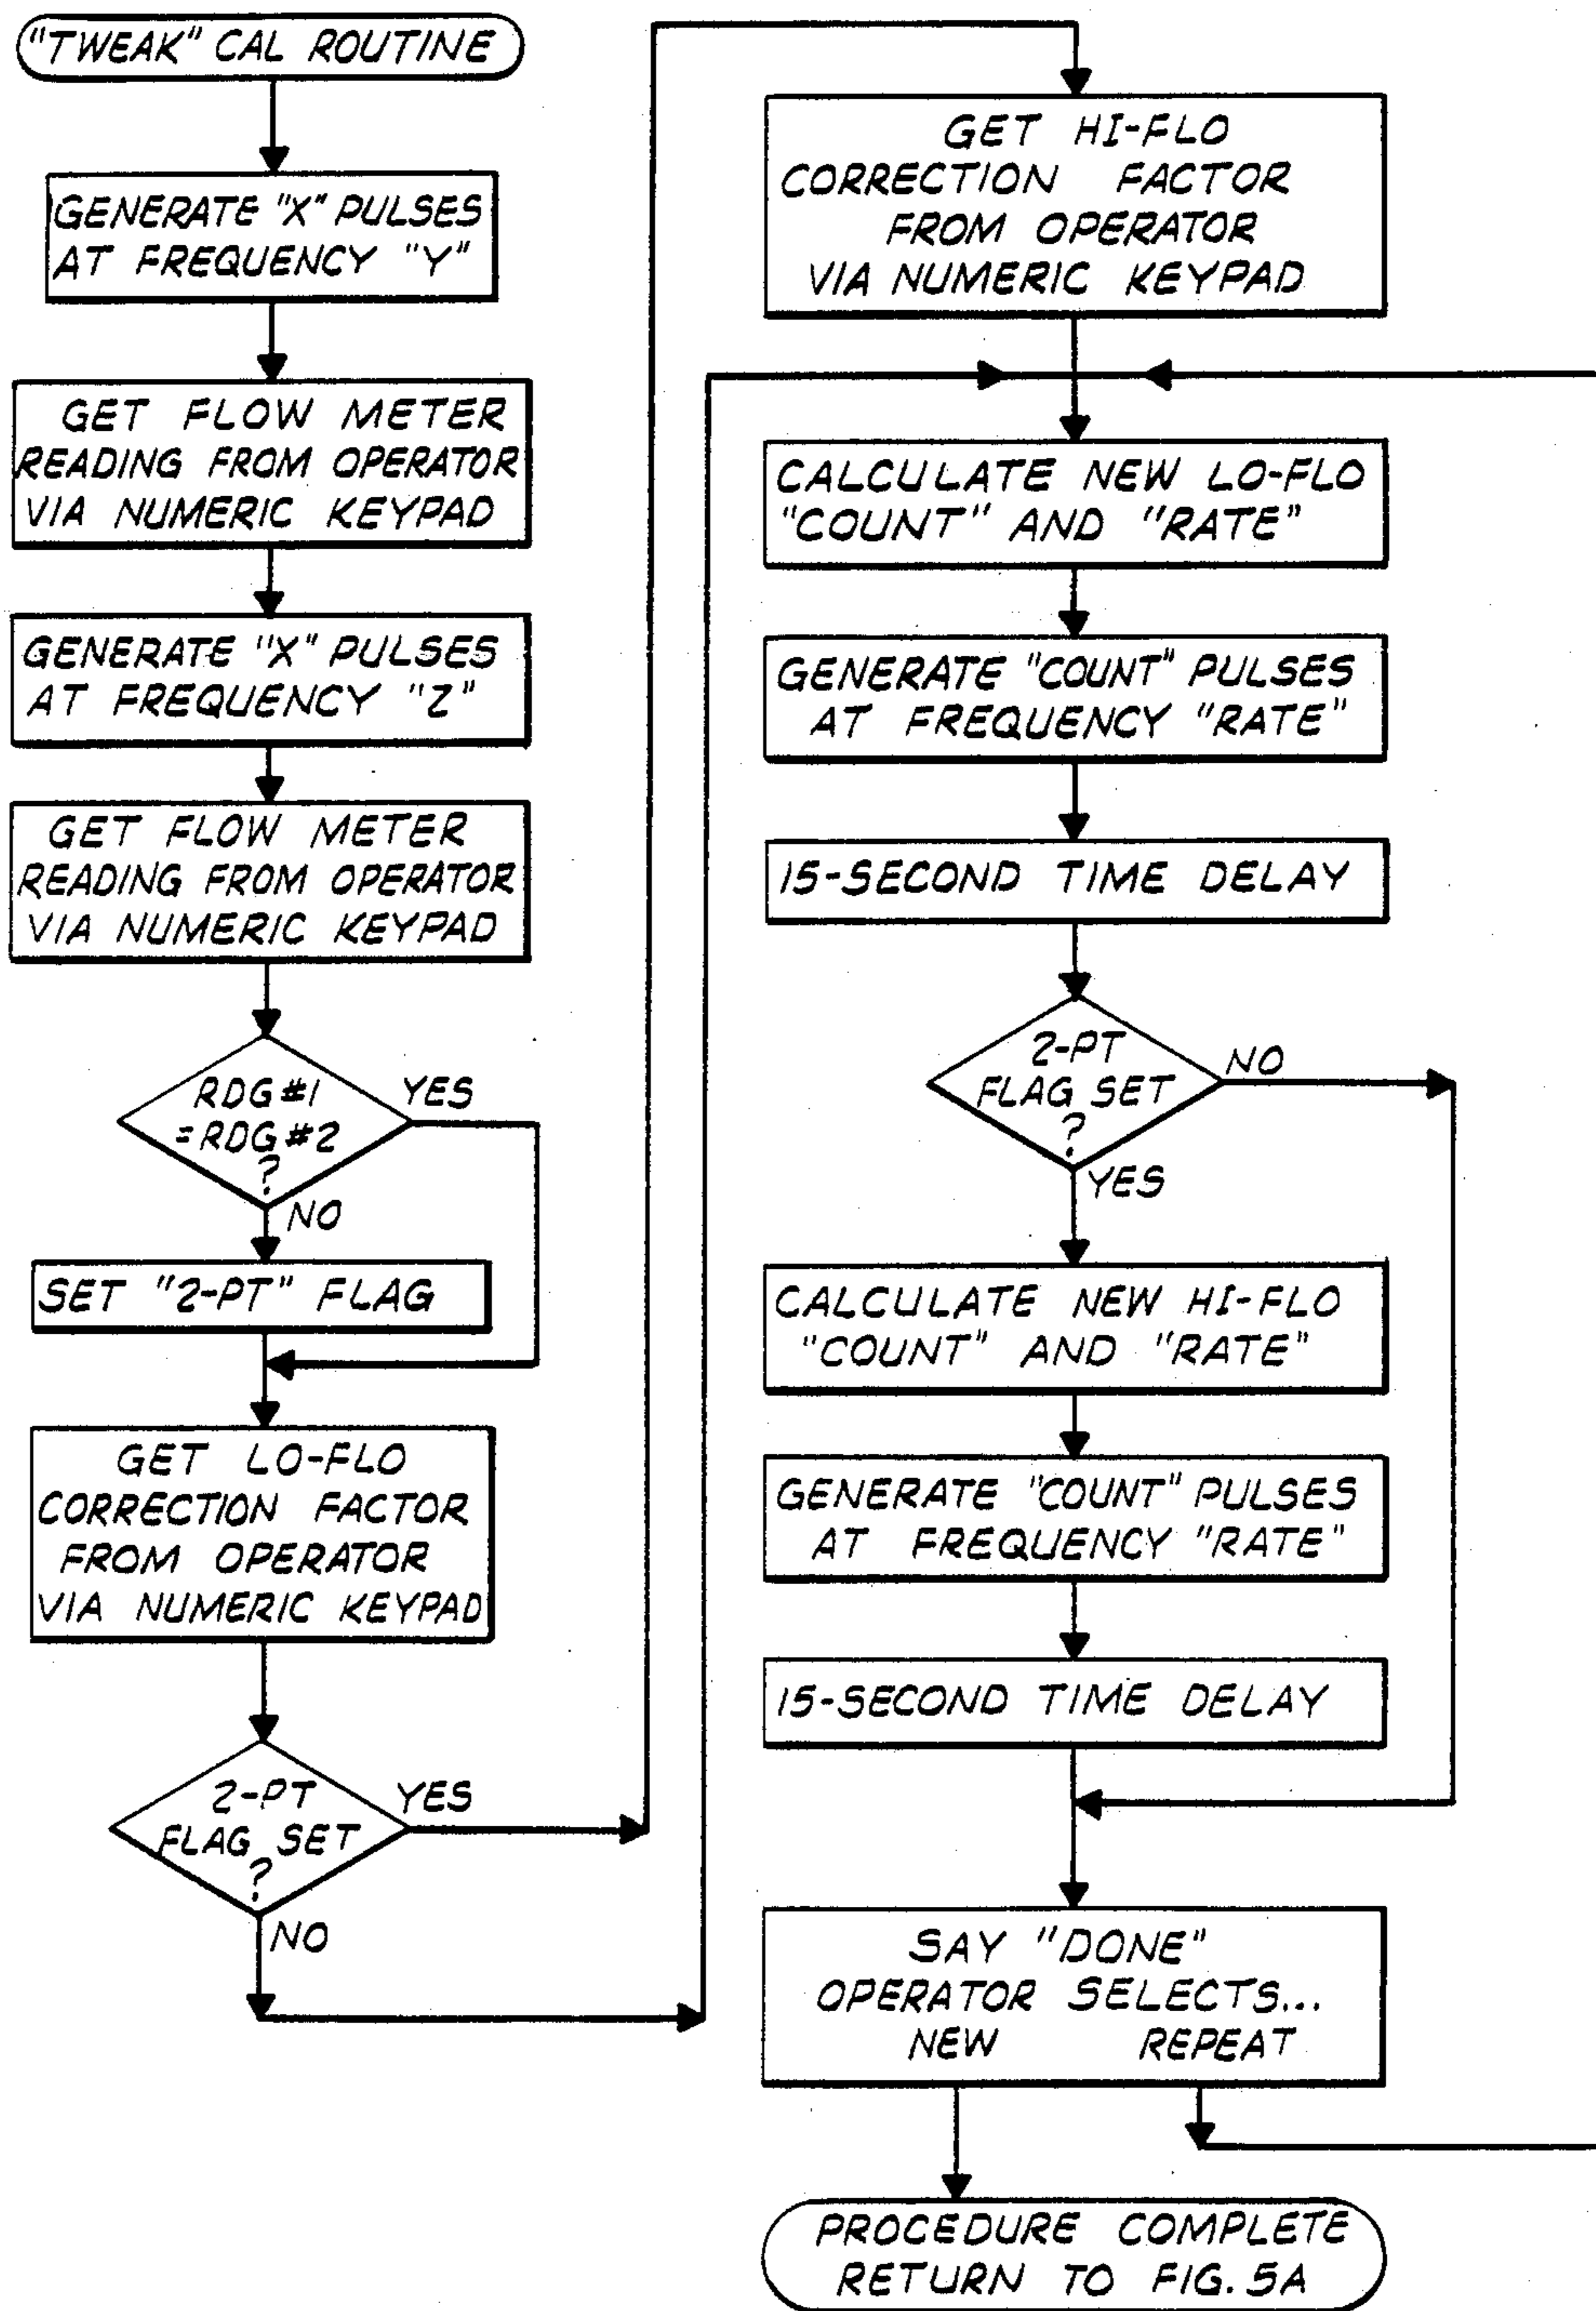 "TWEAK" CAL ROUTINE
GENERATE "X" PULSES
AT FREQUENCY "Y"
GET FLOW METER
READING FROM OPERATOR
VIA NUMERIC KEYPAD
GENERATE "X" PULSES
AT FREQUENCY "Z"
GET FLOW METER
READING FROM OPERATOR
VIA NUMERIC KEYPAD
RDG#1
=RDG#2
?
YES
NO
SET "2-PT" FLAG
GET LO-FLO
CORRECTION FACTOR
FROM OPERATOR
VIA NUMERIC KEYPAD
2-PT
FLAG SET
?
YES
NO
GET HI-FLO
CORRECTION FACTOR
FROM OPERATOR
VIA NUMERIC KEYPAD
CALCULATE NEW LO-FLO
"COUNT" AND "RATE"
GENERATE "COUNT" PULSES
AT FREQUENCY "RATE"
15-SECOND TIME DELAY
2-PT
FLAG SET
?
NO
YES
CALCULATE NEW HI-FLO
"COUNT" AND "RATE"
GENERATE "COUNT" PULSES
AT FREQUENCY "RATE"
15-SECOND TIME DELAY
SAY "DONE"
OPERATOR SELECTS...
NEW REPEAT
PROCEDURE COMPLETE
RETURN TO FIG. 5A